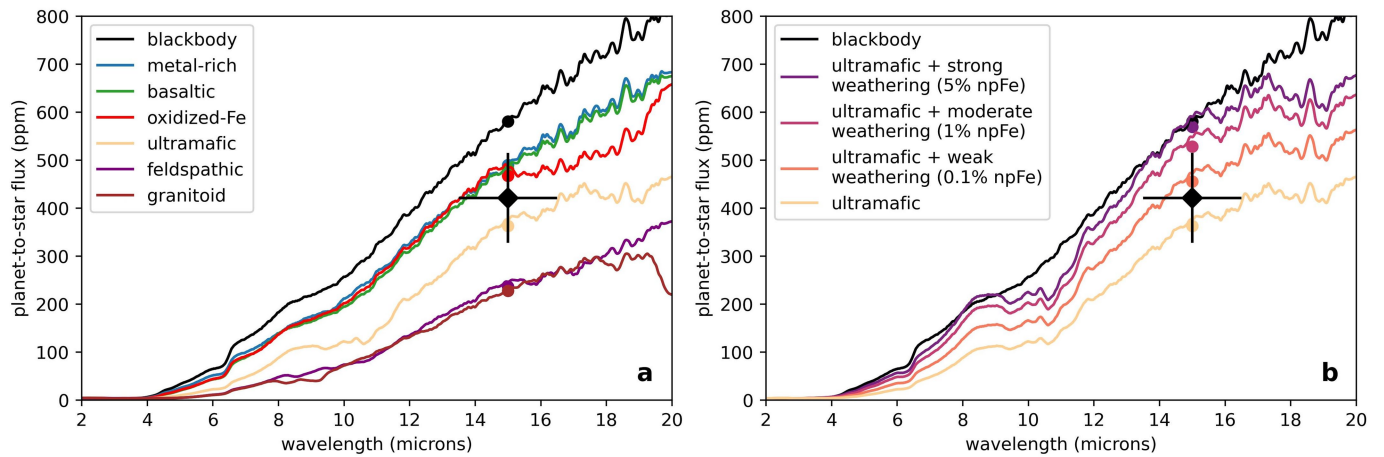 800
700
600
500
400
300
200
100
0
planet-to-star flux (ppm)
blackbody
metal-rich
basaltic
oxidized-Fe
ultramafic
feldspathic
granitoid
a
2 4 6 8 10 12 14 16 18 20
wavelength (microns)
800
700
600
500
400
300
200
100
0
planet-to-star flux (ppm)
blackbody
ultramafic + strong
weathering (5% npFe)
ultramafic + moderate
weathering (1% npFe)
ultramafic + weak
weathering (0.1% npFe)
ultramafic
b
2 4 6 8 10 12 14 16 18 20
wavelength (microns)